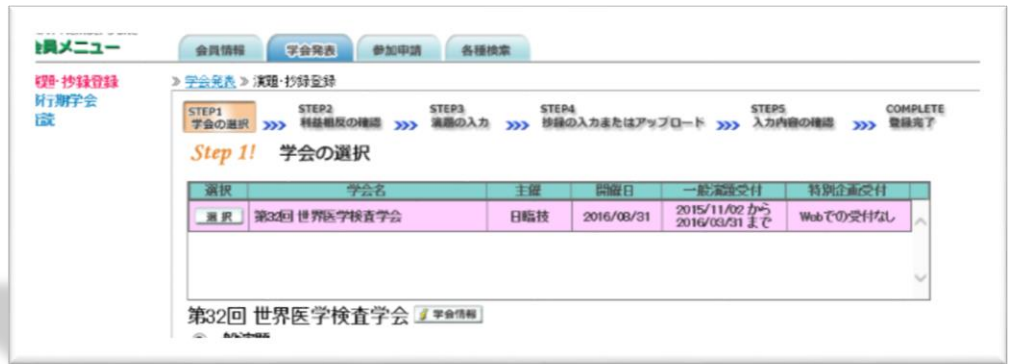 員メニュー
会員情報 学会発表 参加申請 各種検索
演題・抄録登録
» 学会発表 » 演題・抄録登録
STEP1 STEP2 STEP3 STEP4 STEP5 COMPLETE
学会の選択 >>> 利益相反の確認 >>> 演題の入力 >>> 抄録の入力またはアップロード >>> 入力内容の確認 >>> 登録完了
Step 1! 学会の選択
選択 学会名 主催 開催日 一般演題受付 特別企画受付
選択 第32回 世界医学検査学会 日臨技 2016/08/31 2015/11/02 から 2016/03/31 まで Webでの受付なし
第32回 世界医学検査学会 学会情報